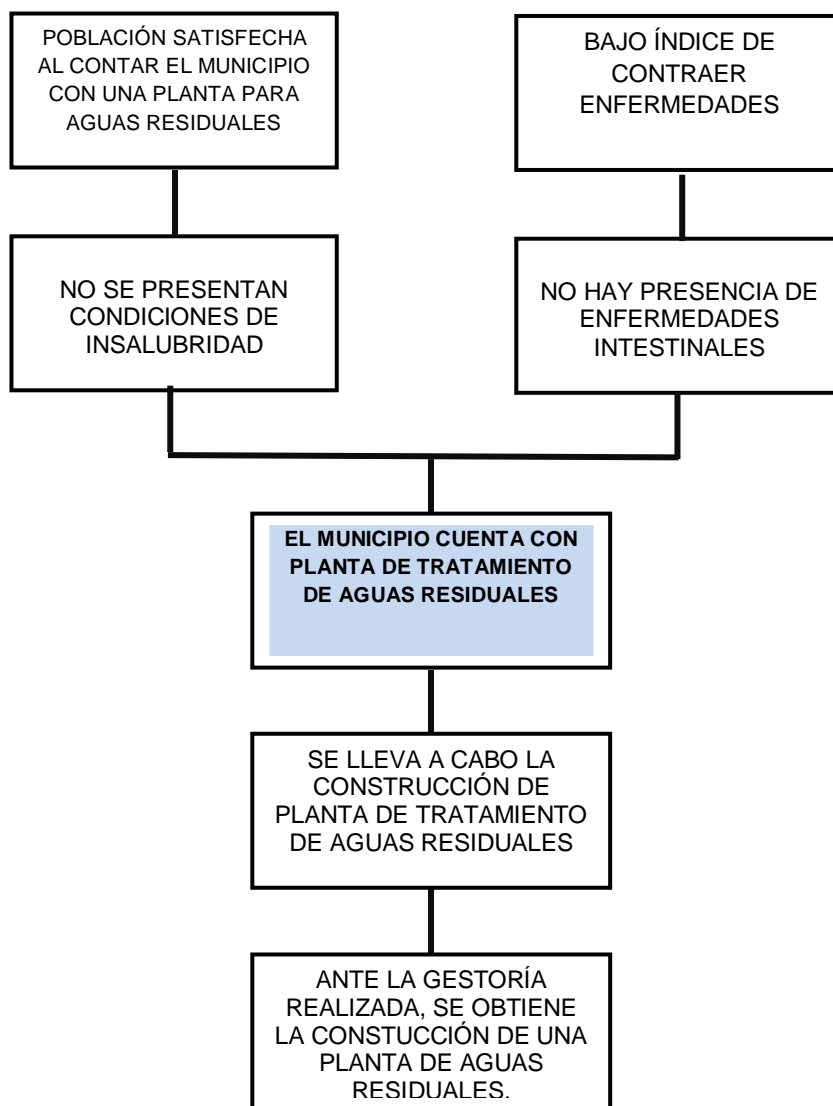 POBLACIÓN SATISFECHA
AL CONTAR EL MUNICIPIO
CON UNA PLANTA PARA
AGUAS RESIDUALES
BAJO ÍNDICE DE
CONTRAER
ENFERMEDADES
NO SE PRESENTAN
CONDICIONES DE
INSALUBRIDAD
NO HAY PRESENCIA DE
ENFERMEDADES
INTESTINALES
EL MUNICIPIO CUENTA CON
PLANTA DE TRATAMIENTO
DE AGUAS RESIDUALES
SE LLEVA A CABO LA
CONSTRUCCIÓN DE
PLANTA DE TRATAMIENTO
DE AGUAS RESIDUALES
ANTE LA GESTORÍA
REALIZADA, SE OBTIENE
LA CONSTUCCIÓN DE UNA
PLANTA DE AGUAS
RESIDUALES.